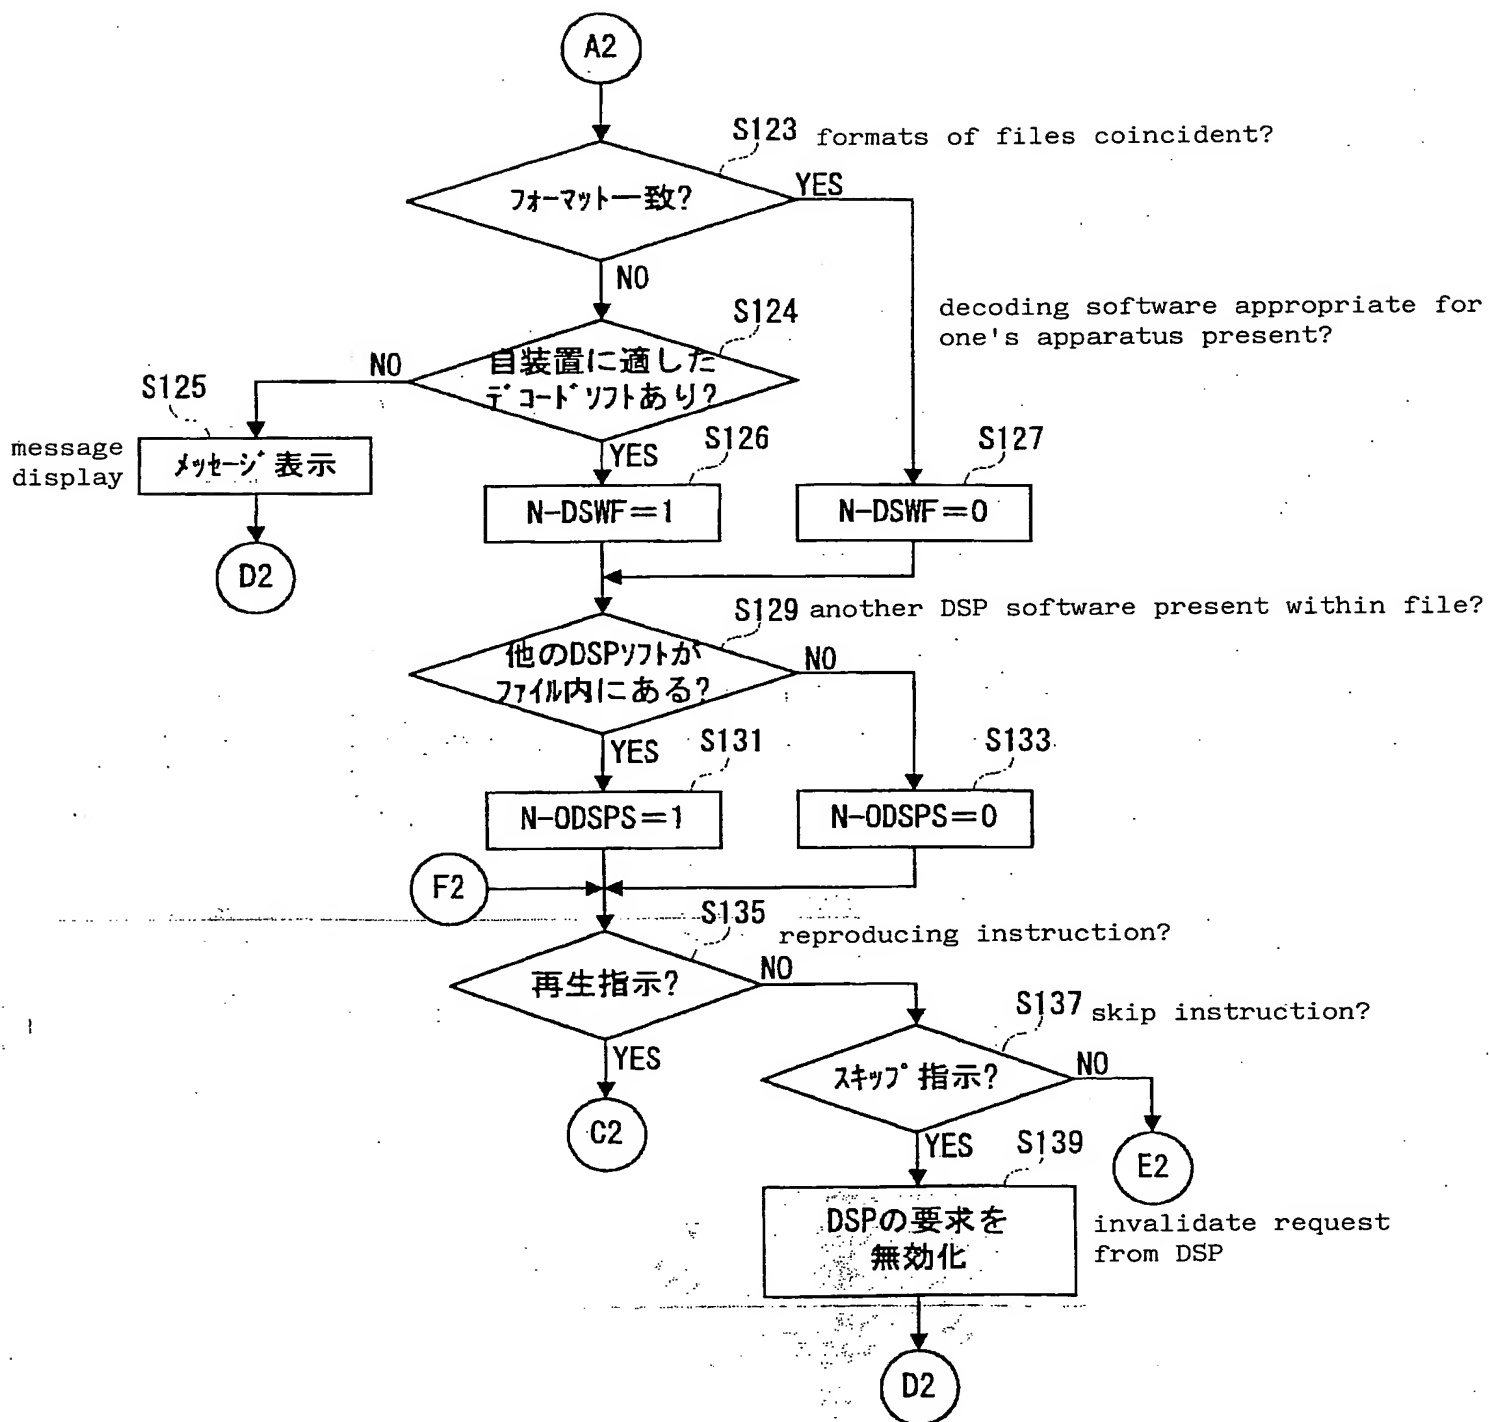 A2
S123 formats of files coincident?
フォーマット一致?
YES
NO
decoding software appropriate for
one's apparatus present?
S124
自装置に適した
デコードソフトあり?
NO
S125
message
display
メッセージ表示
D2
YES
S126
N-DSWF=1
S127
N-DSWF=0
S129 another DSP software present within file?
他のDSPソフトが
ファイル内にある?
NO
YES
S131
N-ODSPS=1
S133
N-ODSPS=0
F2
S135
reproducing instruction?
再生指示?
NO
YES
C2
S137 skip instruction?
スキップ指示?
NO
E2
YES
S139
DSPの要求を
無効化
invalidate request
from DSP
D2